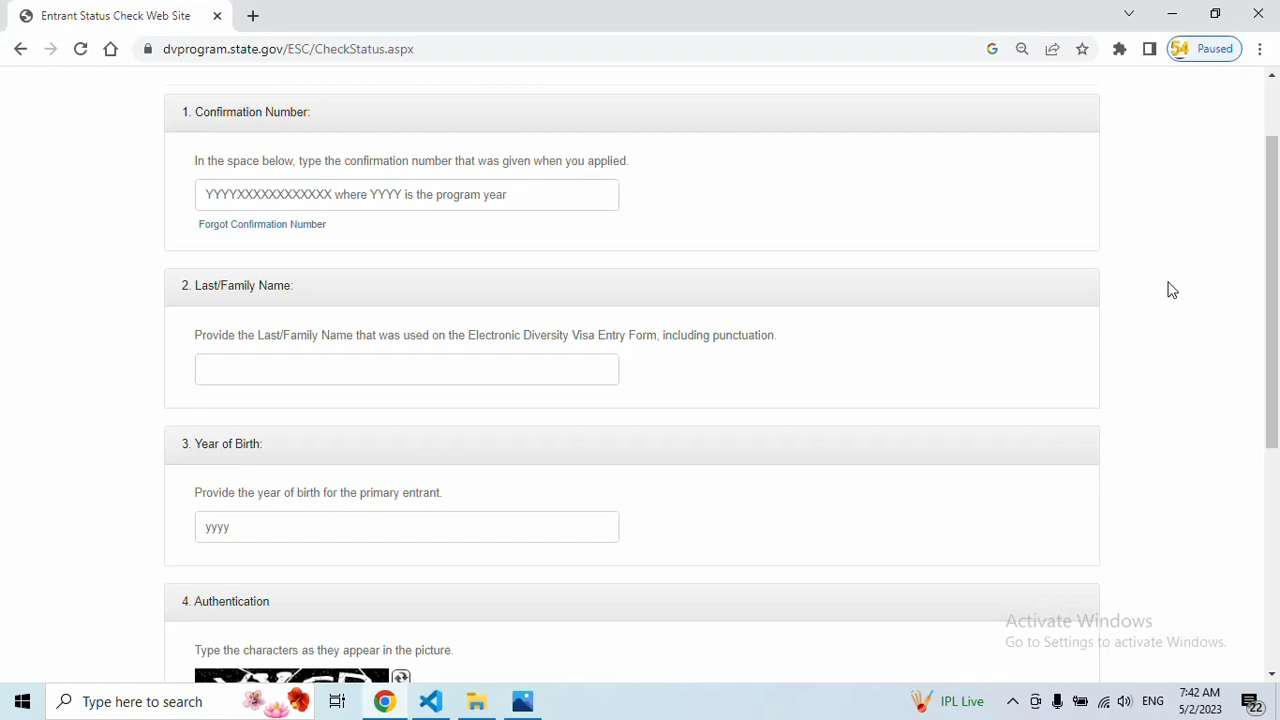 Entrant Status Check Web Site
dvprogram.state.gov/ESC/CheckStatus.aspx
54 Paused
1. Confirmation Number:
In the space below, type the confirmation number that was given when you applied.
YYYYXXXXXXXXXXXX where YYYY is the program year
Forgot Confirmation Number
2. Last/Family Name:
Provide the Last/Family Name that was used on the Electronic Diversity Visa Entry Form, including punctuation.
3. Year of Birth:
Provide the year of birth for the primary entrant.
yyyy
4. Authentication
Type the characters as they appear in the picture.
Activate Windows
Go to Settings to activate Windows.
Type here to search
IPL Live
ENG
7:42 AM
5/2/2023
22